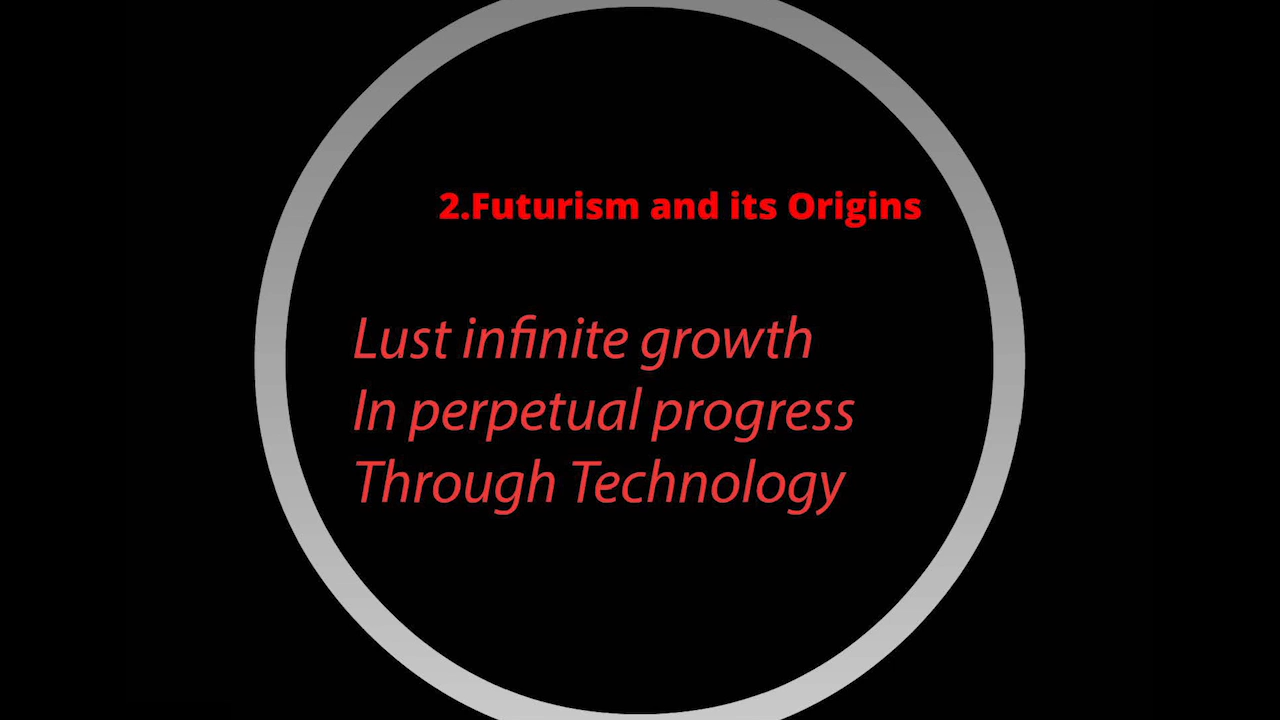 2.Futurism and its Origins
Lust infinite growth
In perpetual progress
Through Technology